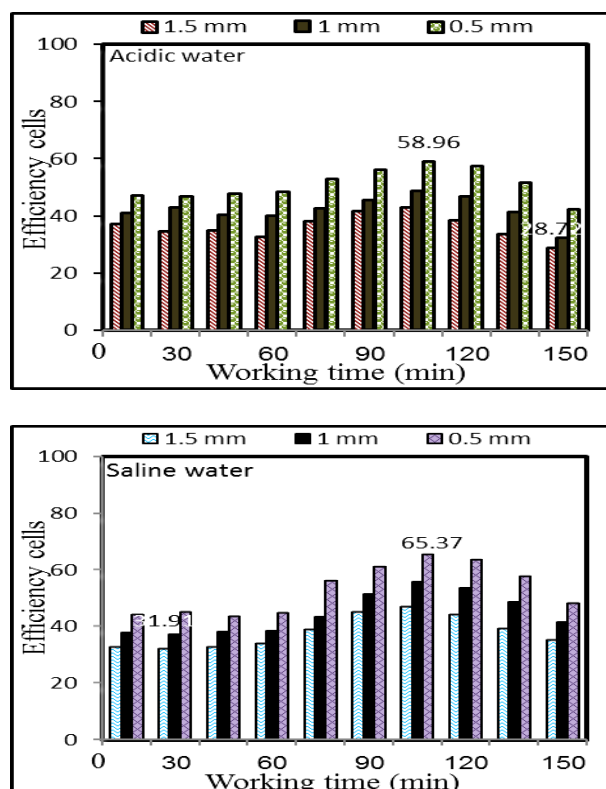 1.5 mm 1 mm 0.5 mm
Acidic water
Efficiency cells
100
80
60
40
20
0
58.96
28.72
0 30 60 90 120 150
Working time (min)
1.5 mm 1 mm 0.5 mm
Saline water
Efficiency cells
100
80
60
40
20
0
65.37
31.91
0 30 60 90 120 150
Working time (min)